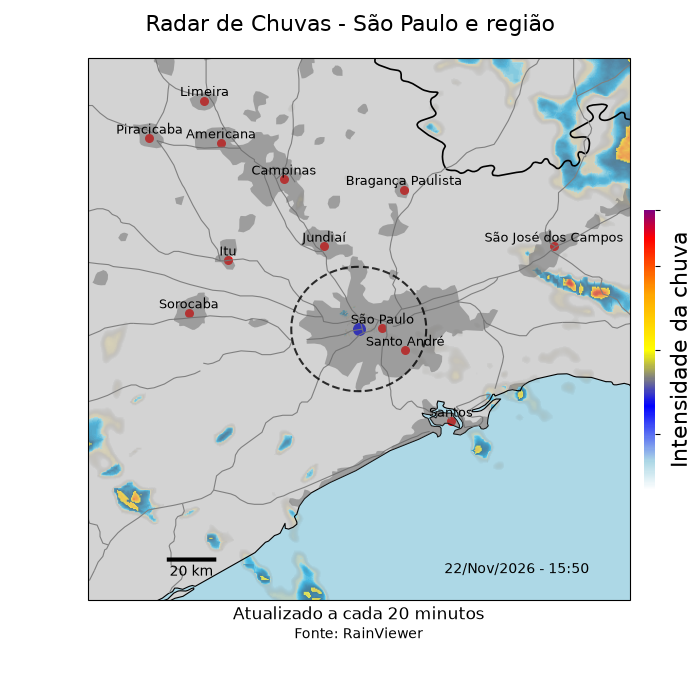 Radar de Chuvas - São Paulo e região
Limeira
Piracicaba
Americana
Campinas
Bragança Paulista
Jundiaí
São José dos Campos
Itu
Sorocaba
São Paulo
Santo André
Santos
Intensidade da chuva
20 km
22/Nov/2026 - 15:50
Atualizado a cada 20 minutos
Fonte: RainViewer